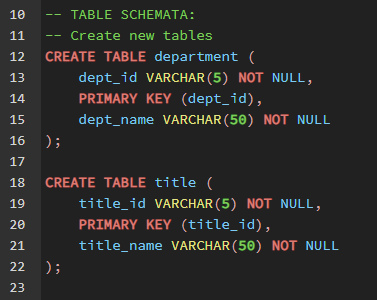 10 -- TABLE SCHEMATA:
11 -- Create new tables
12 CREATE TABLE department (
13     dept_id VARCHAR(5) NOT NULL,
14     PRIMARY KEY (dept_id),
15     dept_name VARCHAR(50) NOT NULL
16 );
17
18 CREATE TABLE title (
19     title_id VARCHAR(5) NOT NULL,
20     PRIMARY KEY (title_id),
21     title_name VARCHAR(50) NOT NULL
22 );
23